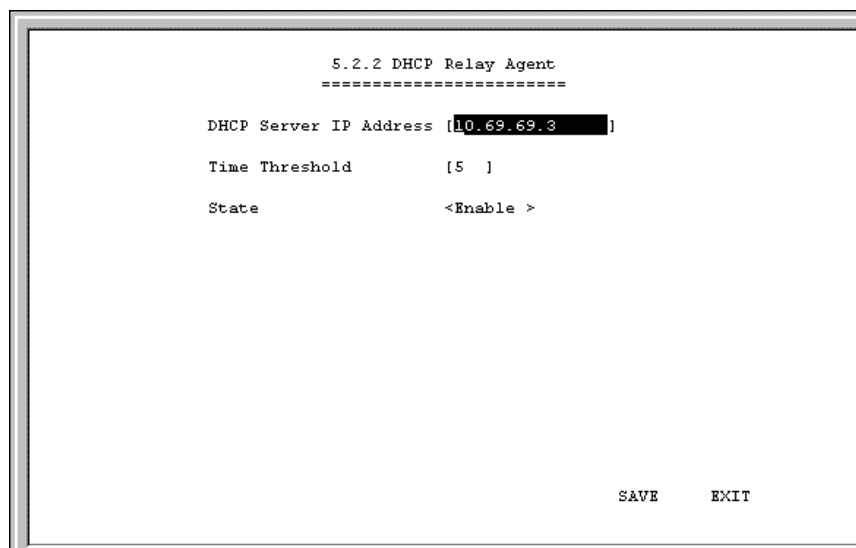 5.2.2 DHCP Relay Agent
========================
DHCP Server IP Address [10.69.69.3     ]
Time Threshold [5  ]
State <Enable >
SAVE EXIT